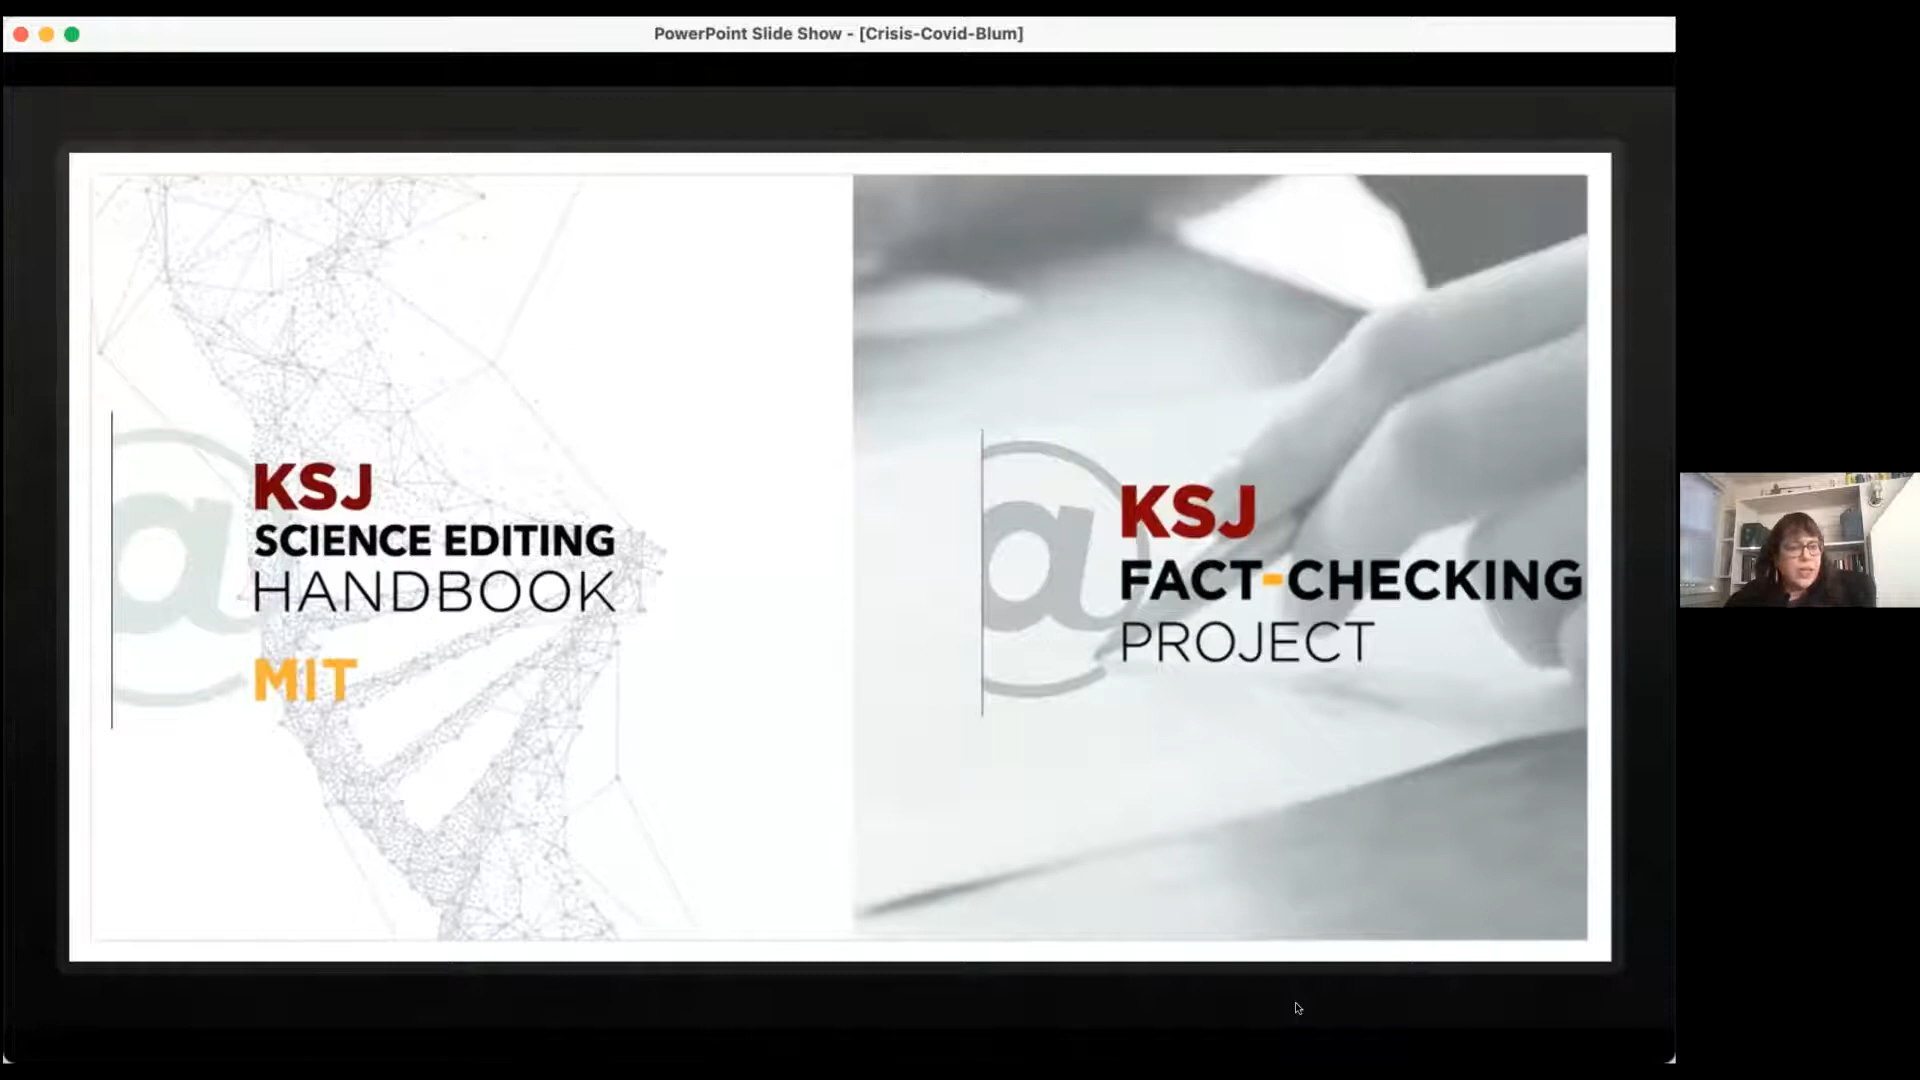 PowerPoint Slide Show - [Crisis-Covid-Blum]
@
KSJ
SCIENCE EDITING
HANDBOOK
MIT
@
KSJ
FACT-CHECKING
PROJECT